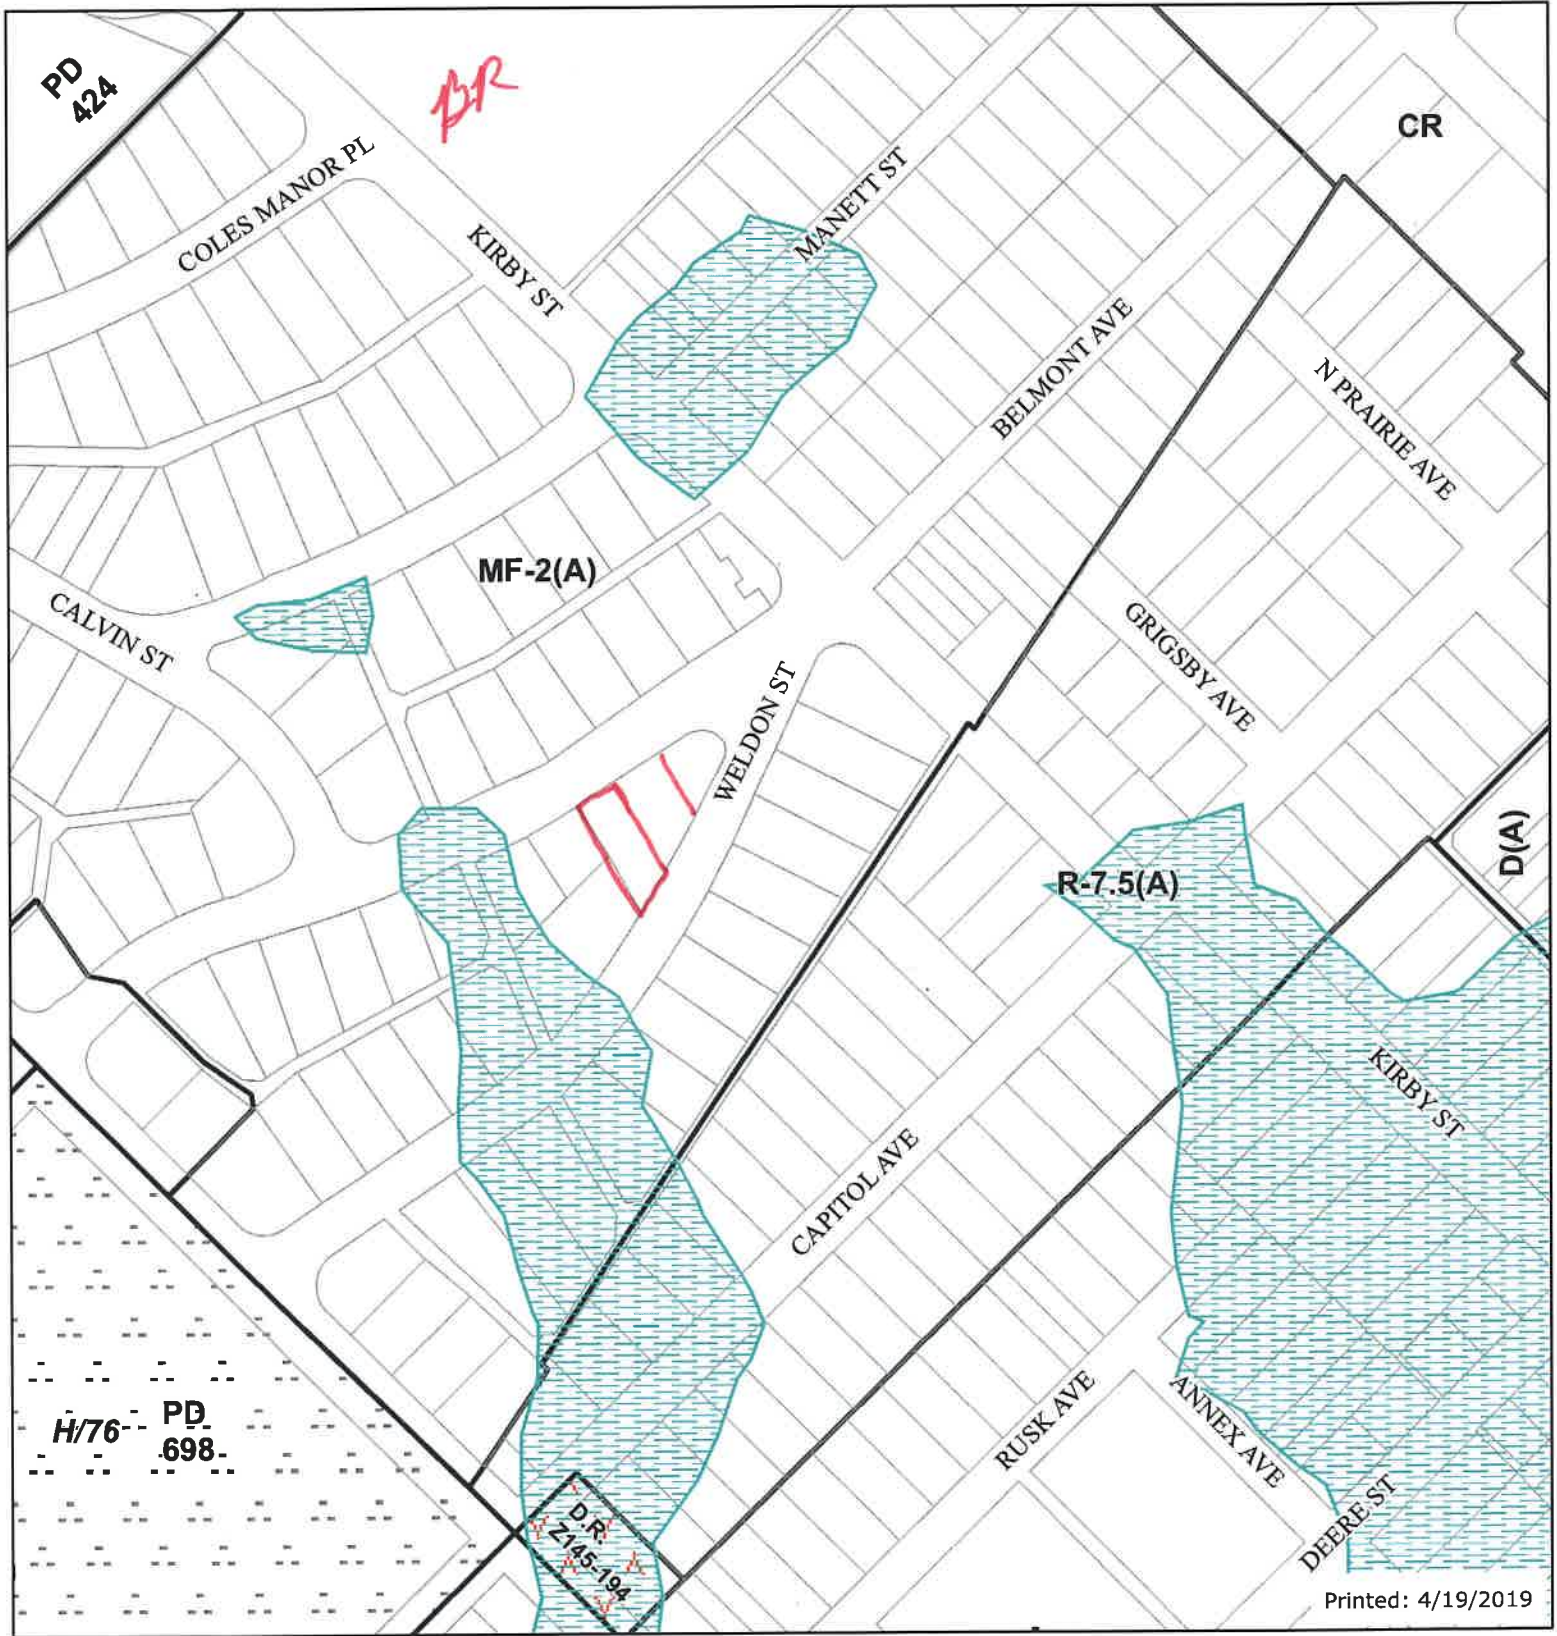 PD
424
BR
CR
COLES MANOR PL
KIRBY ST
MANETT ST
BELMONT AVE
N PRAIRIE AVE
MF-2(A)
CALVIN ST
GRIGSBY AVE
WELDON ST
D(A)
R-7.5(A)
KIRBY ST
CAPITOL AVE
H/76
PD
698
RUSK AVE
ANNEX AVE
DEERE ST
D.R.
Z145-194
Printed: 4/19/2019